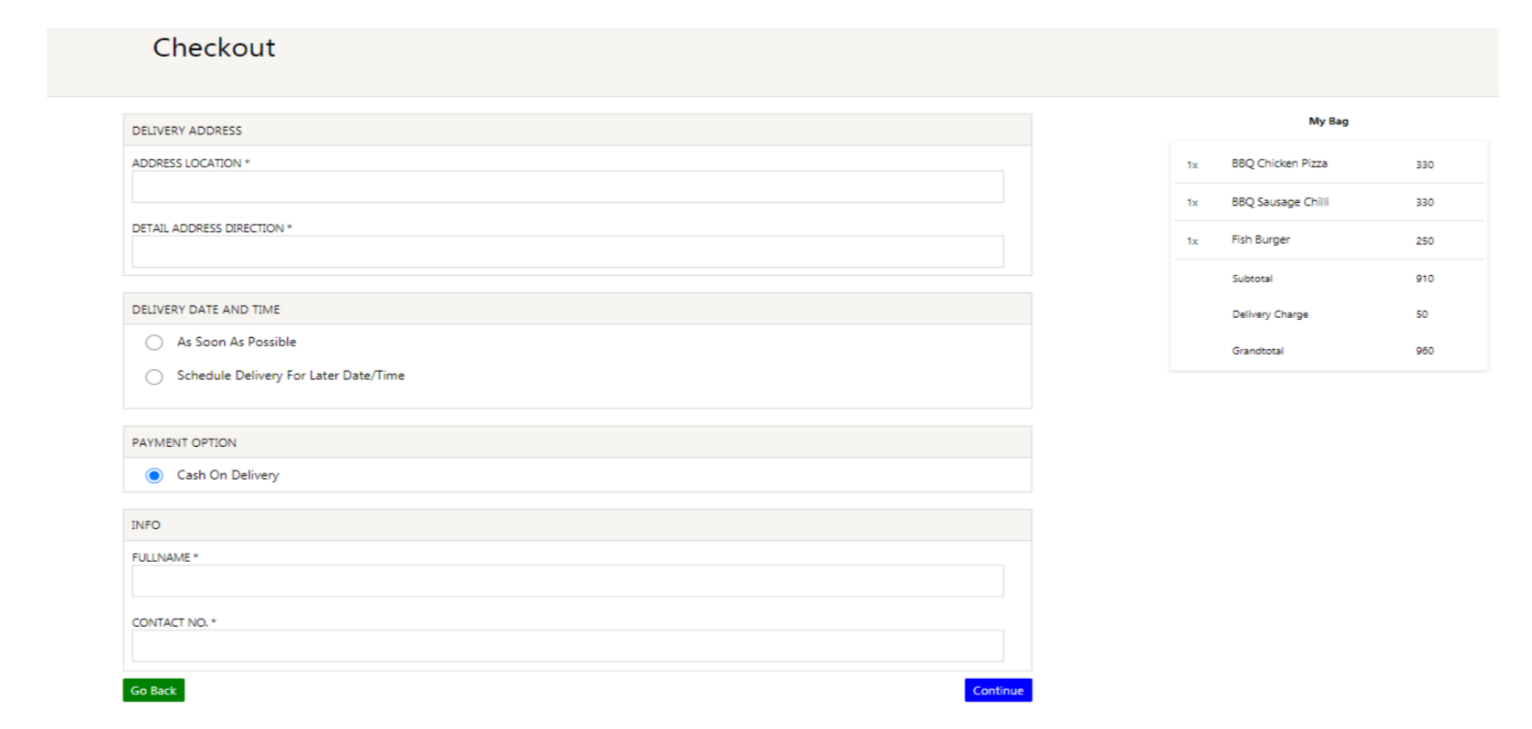 Checkout
DELIVERY ADDRESS
ADDRESS LOCATION *
DETAIL ADDRESS DIRECTION *
DELIVERY DATE AND TIME
As Soon As Possible
Schedule Delivery For Later Date/Time
PAYMENT OPTION
Cash On Delivery
INFO
FULLNAME *
CONTACT NO. *
Go Back
Continue
My Bag
1x BBQ Chicken Pizza 330
1x BBQ Sausage Chilli 330
1x Fish Burger 250
Subtotal 910
Delivery Charge 50
Grandtotal 960